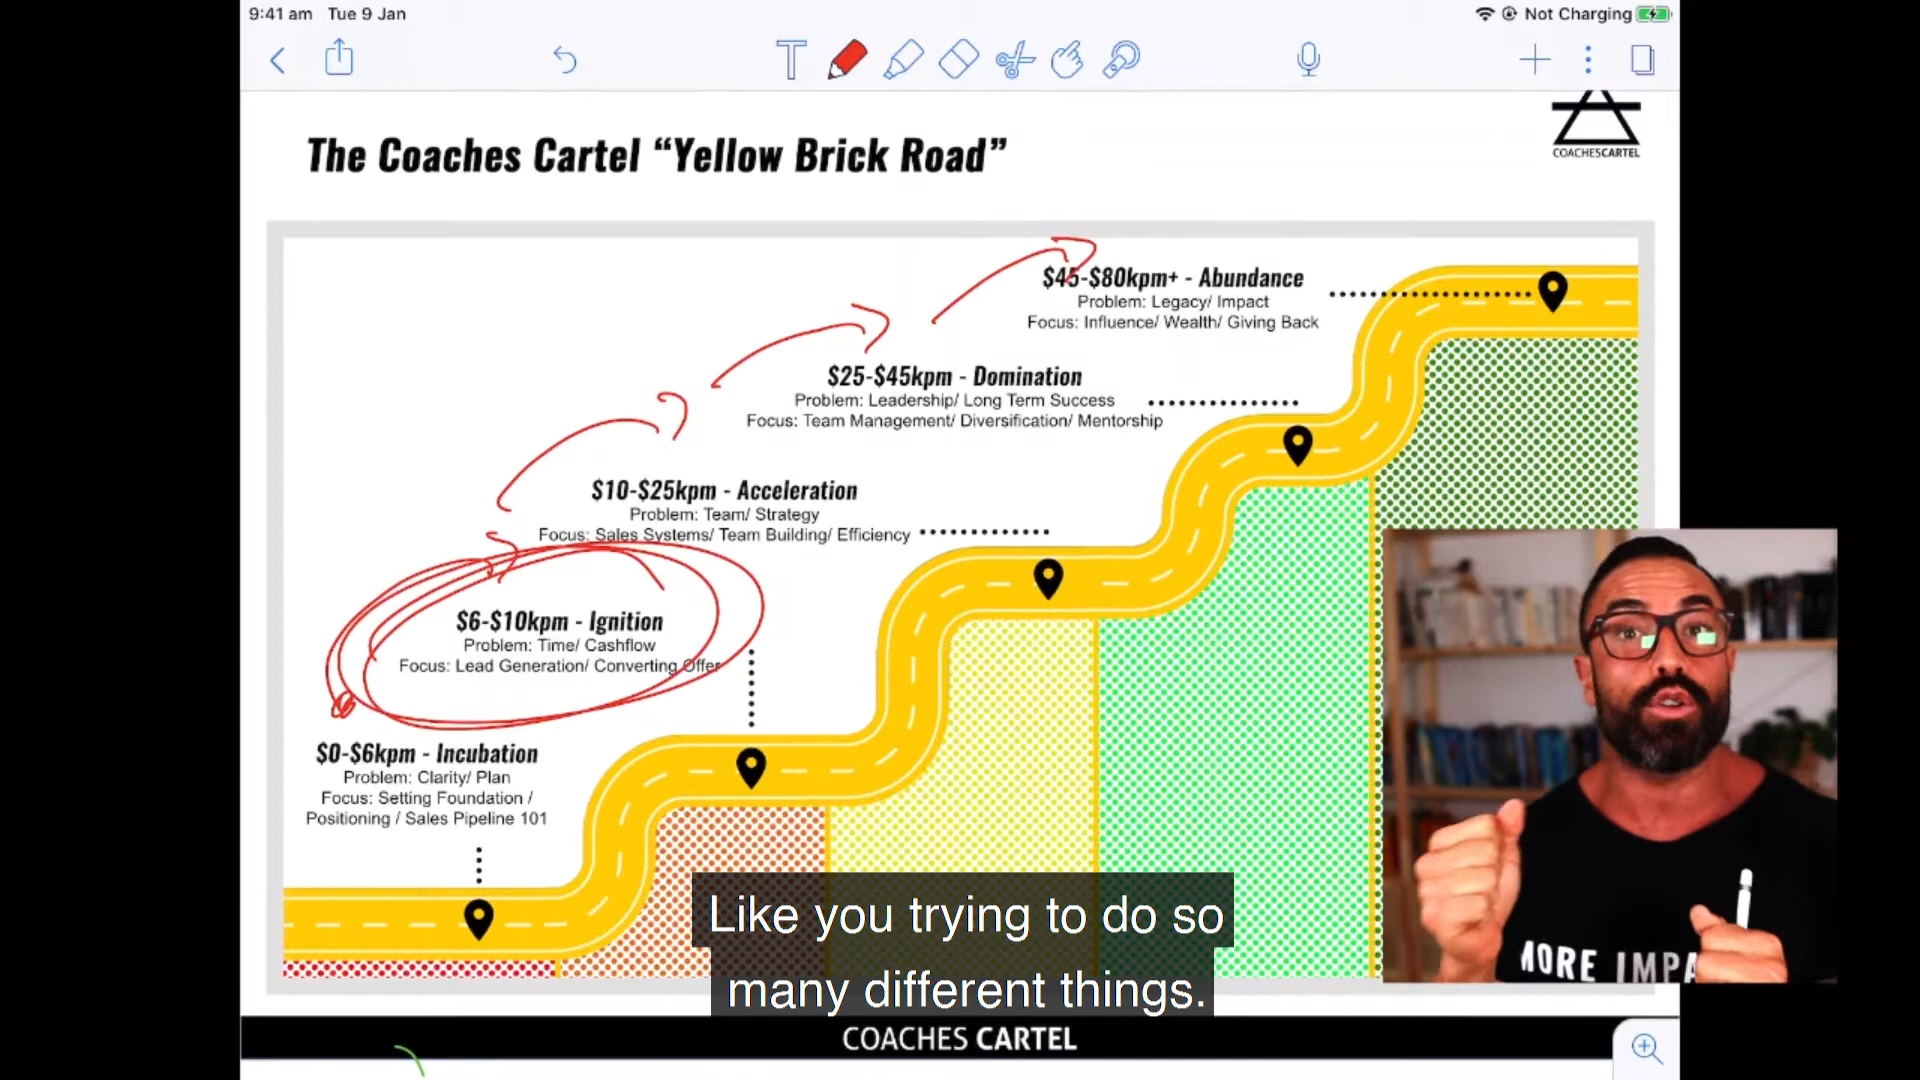 9:41 am Tue 9 Jan
Not Charging
COACHESCARTEL
The Coaches Cartel “Yellow Brick Road”
$45-$80kpm+ - Abundance
Problem: Legacy/ Impact
Focus: Influence/ Wealth/ Giving Back
$25-$45kpm - Domination
Problem: Leadership/ Long Term Success
Focus: Team Management/ Diversification/ Mentorship
$10-$25kpm - Acceleration
Problem: Team/ Strategy
Focus: Sales Systems/ Team Building/ Efficiency
$6-$10kpm - Ignition
Problem: Time/ Cashflow
Focus: Lead Generation/ Converting Offer
$0-$6kpm - Incubation
Problem: Clarity/ Plan
Focus: Setting Foundation /
Positioning / Sales Pipeline 101
MORE IMPA
Like you trying to do so
many different things.
COACHES CARTEL